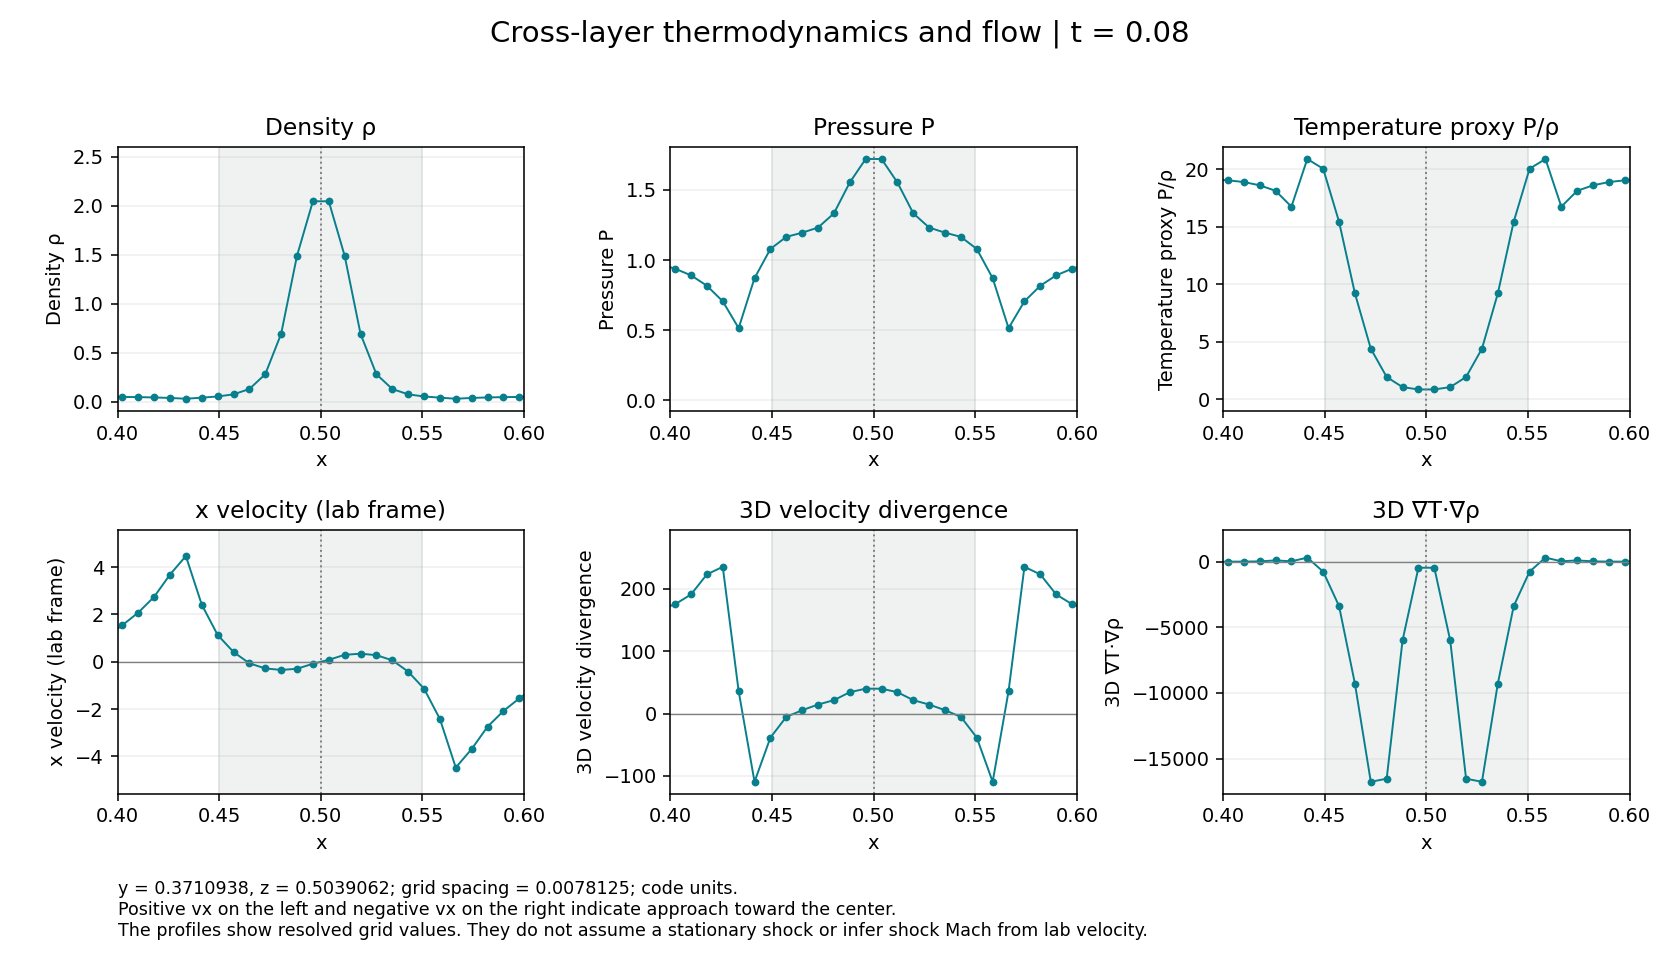 Cross-layer thermodynamics and flow | t = 0.08
Density ρ
Pressure P
Temperature proxy P/ρ
Density ρ
2.5
2.0
1.5
1.0
0.5
0.0
0.40
0.45
0.50
0.55
0.60
x
Pressure P
1.5
1.0
0.5
0.0
0.40
0.45
0.50
0.55
0.60
x
Temperature proxy P/ρ
20
15
10
5
0
0.40
0.45
0.50
0.55
0.60
x
x velocity (lab frame)
3D velocity divergence
3D ∇T·∇ρ
x velocity (lab frame)
4
2
0
−2
−4
0.40
0.45
0.50
0.55
0.60
x
3D velocity divergence
200
100
0
−100
0.40
0.45
0.50
0.55
0.60
x
3D ∇T·∇ρ
0
−5000
−10000
−15000
0.40
0.45
0.50
0.55
0.60
x
y = 0.3710938, z = 0.5039062; grid spacing = 0.0078125; code units.
Positive vx on the left and negative vx on the right indicate approach toward the center.
The profiles show resolved grid values. They do not assume a stationary shock or infer shock Mach from lab velocity.